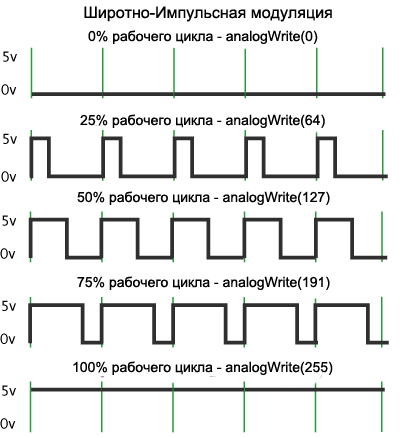 Широтно-Импульсная модуляция
0% рабочего цикла - analogWrite(0)
5v
0v
25% рабочего цикла - analogWrite(64)
5v
0v
50% рабочего цикла - analogWrite(127)
5v
0v
75% рабочего цикла - analogWrite(191)
5v
0v
100% рабочего цикла - analogWrite(255)
5v
0v